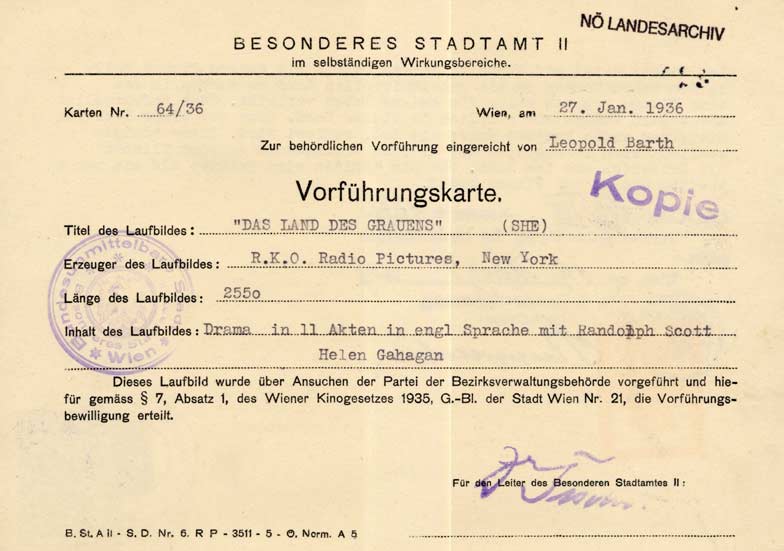 NÖ LANDESARCHIV
BESONDERES STADTAMT II
im selbständigen Wirkungsbereiche.
Karten Nr. 64/36 Wien, am 27. Jan. 1936
Zur behördlichen Vorführung eingereicht von Leopold Barth
Vorführungskarte.
Kopie
Titel des Laufbildes: "DAS LAND DES GRAUENS" (SHE)
Erzeuger des Laufbildes: R.K.O. Radio Pictures, New York
Länge des Laufbildes: 255o
Inhalt des Laufbildes: Drama in 11 Akten in engl Sprache mit Randolph Scott
Helen Gahagan
Bundesunmittelbare Stadt
Besonderes
Wien
Dieses Laufbild wurde über Ansuchen der Partei der Bezirksverwaltungsbehörde vorgeführt und hie-
für gemäss § 7, Absatz 1, des Wiener Kinogesetzes 1935, G.-Bl. der Stadt Wien Nr. 21, die Vorführungs-
bewilligung erteilt.
Für den Leiter des Besonderen Stadtamtes II:
B. St. A II - S. D. Nr. 6. R P - 3511 - 5 - O. Norm. A 5